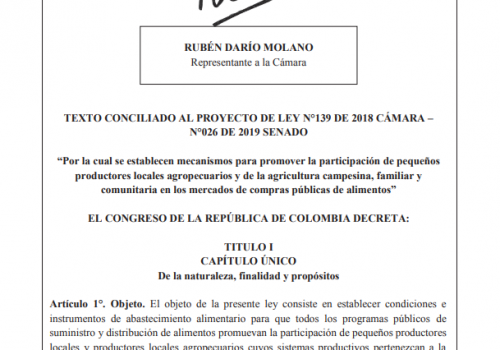 RUBÉN DARÍO MOLANO
Representante a la Cámara
TEXTO CONCILIADO AL PROYECTO DE LEY N°139 DE 2018 CÁMARA –
N°026 DE 2019 SENADO
“Por la cual se establecen mecanismos para promover la participación de pequeños
productores locales agropecuarios y de la agricultura campesina, familiar y
comunitaria en los mercados de compras públicas de alimentos”
EL CONGRESO DE LA REPÚBLICA DE COLOMBIA DECRETA:
TITULO I
CAPÍTULO ÚNICO
De la naturaleza, finalidad y propósitos
Artículo 1°. Objeto. El objeto de la presente ley consiste en establecer condiciones e
instrumentos de abastecimiento alimentario para que todos los programas públicos de
suministro y distribución de alimentos promuevan la participación de pequeños productores
locales y productores locales agropecuarios cuyos sistemas productivos pertenezcan a la